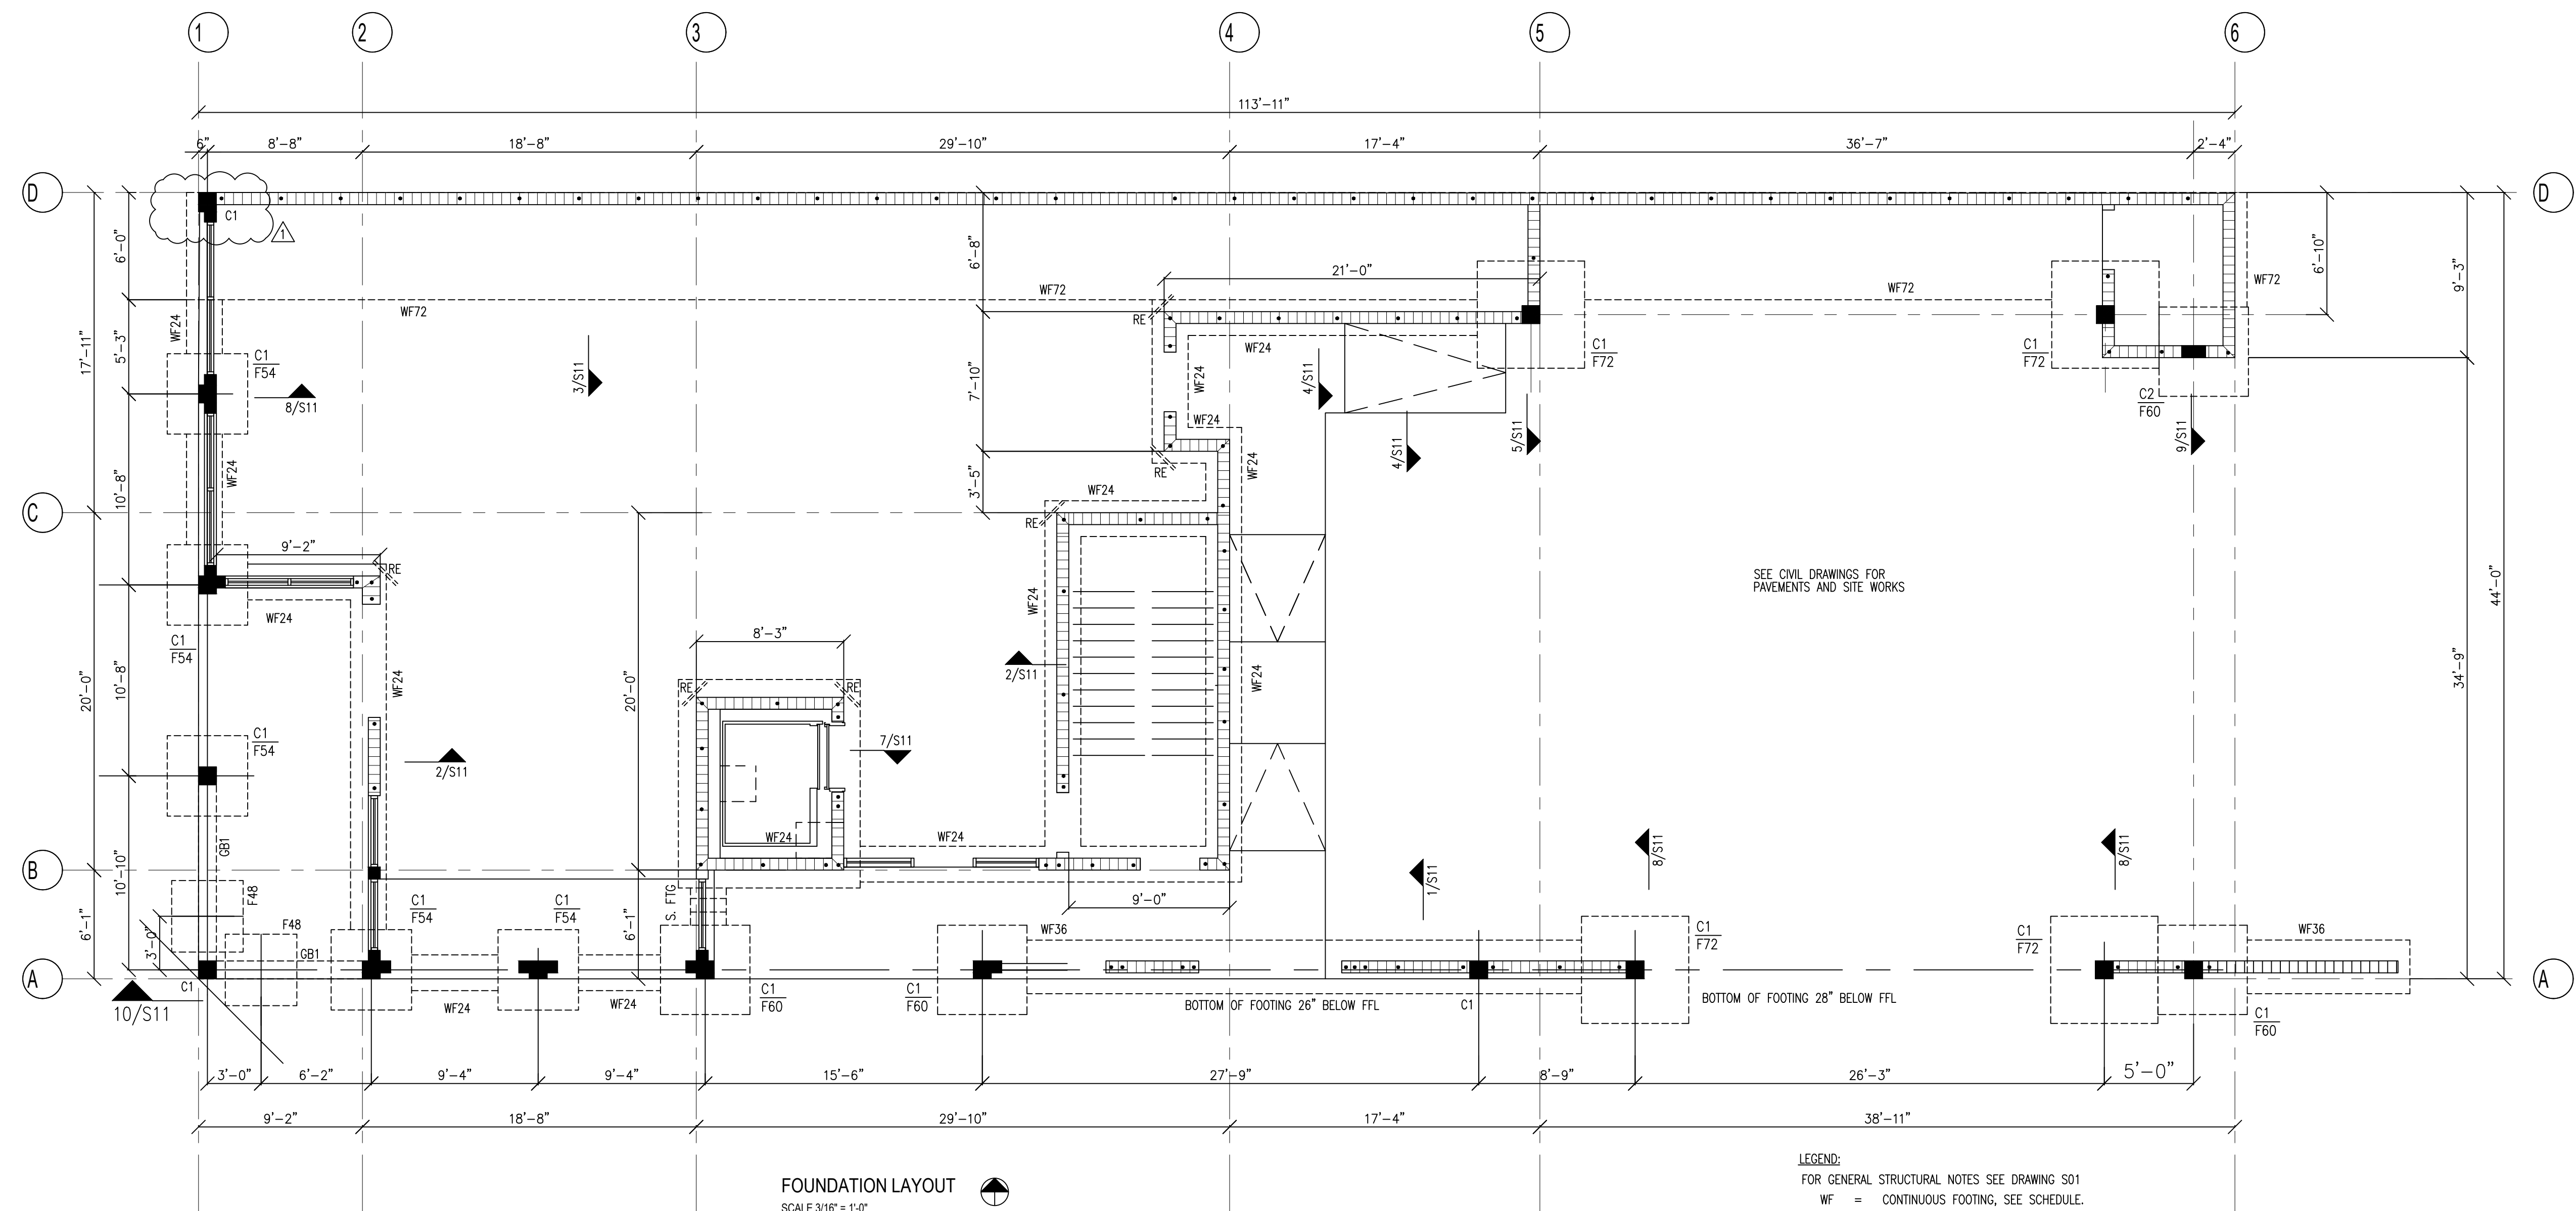 1 2 3 4 5 6
113'-11"
6" 8'-8" 18'-8" 29'-10" 17'-4" 36'-7" 2'-4"
D D
C1
1
6'-0"
6'-8"
6'-10"
9'-3"
21'-0"
WF72
WF72
WF72
WF72
WF24
RE
5'-3"
17'-11"
C1
F54
8/S11
3/S11
7'-10"
WF24
WF24
WF24
4/S11
4/S11
5/S11
C1
F72
C1
F72
C2
F60
9/S11
10'-8"
WF24
RE
WF24
3'-5"
WF24
RE
C
9'-2"
RE
WF24
C1
F54
SEE CIVIL DRAWINGS FOR
PAVEMENTS AND SITE WORKS
44'-0"
34'-9"
20'-0"
10'-8"
WF24
20'-0"
8'-3"
RE
RE
WF24
2/S11
WF24
C1
F54
2/S11
7/S11
10'-10"
GB1
WF24
WF24
B B
8/S11
8/S11
1/S11
6'-1"
F48
3'-0"
F48
GB1
C1
F54
C1
F54
S. FTG
6'-1"
9'-0"
WF36
C1
F72
C1
F72
WF36
A A
C1
10/S11
WF24
WF24
C1
F60
C1
F60
BOTTOM OF FOOTING 26" BELOW FFL
C1
BOTTOM OF FOOTING 28" BELOW FFL
C1
F60
3'-0" 6'-2" 9'-4" 9'-4" 15'-6" 27'-9" 8'-9" 26'-3" 5'-0"
9'-2" 18'-8" 29'-10" 17'-4" 38'-11"
FOUNDATION LAYOUT
SCALE 3/16" = 1'-0"
LEGEND:
FOR GENERAL STRUCTURAL NOTES SEE DRAWING S01
WF = CONTINUOUS FOOTING, SEE SCHEDULE.